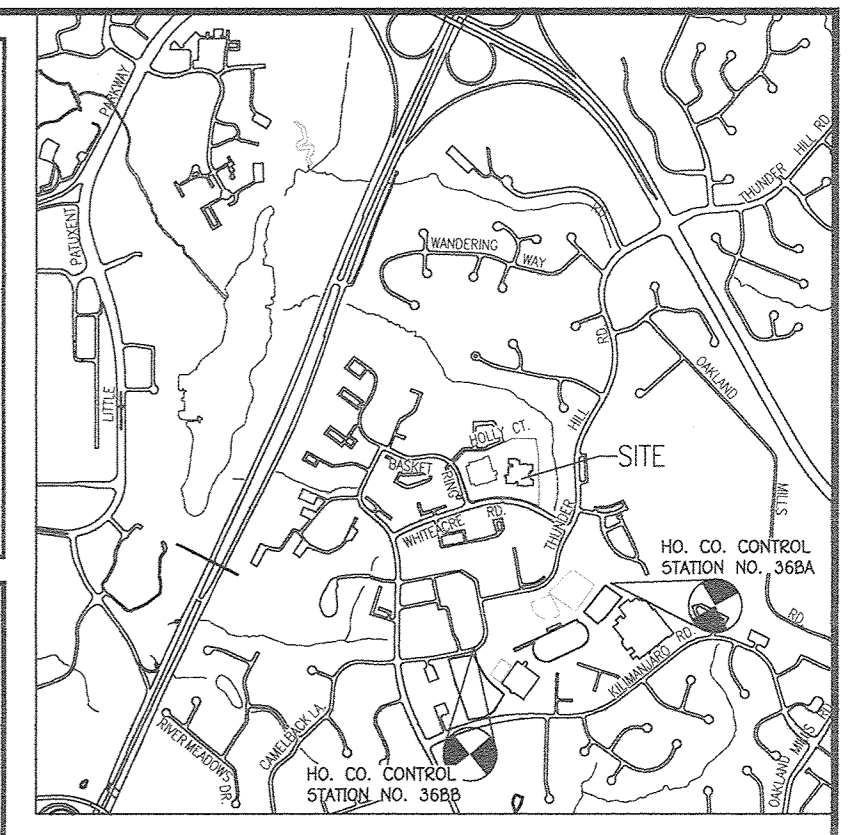 PARKWAY
PATUXENT
LITTLE
THUNDER
HILL RD
WANDERING
WAY
RD.
HILL
THUNDER
OAKLAND
MILLS
RD.
HOLLY CT.
BASKET
RING
SITE
WHITEACRE RD.
HO. CO. CONTROL
STATION NO. 36BA
KILIMANJARO RD.
CAMELBACK LA.
RIVER MEADOWS DR.
HO. CO. CONTROL
STATION NO. 36BB
OAKLAND MILLS RD